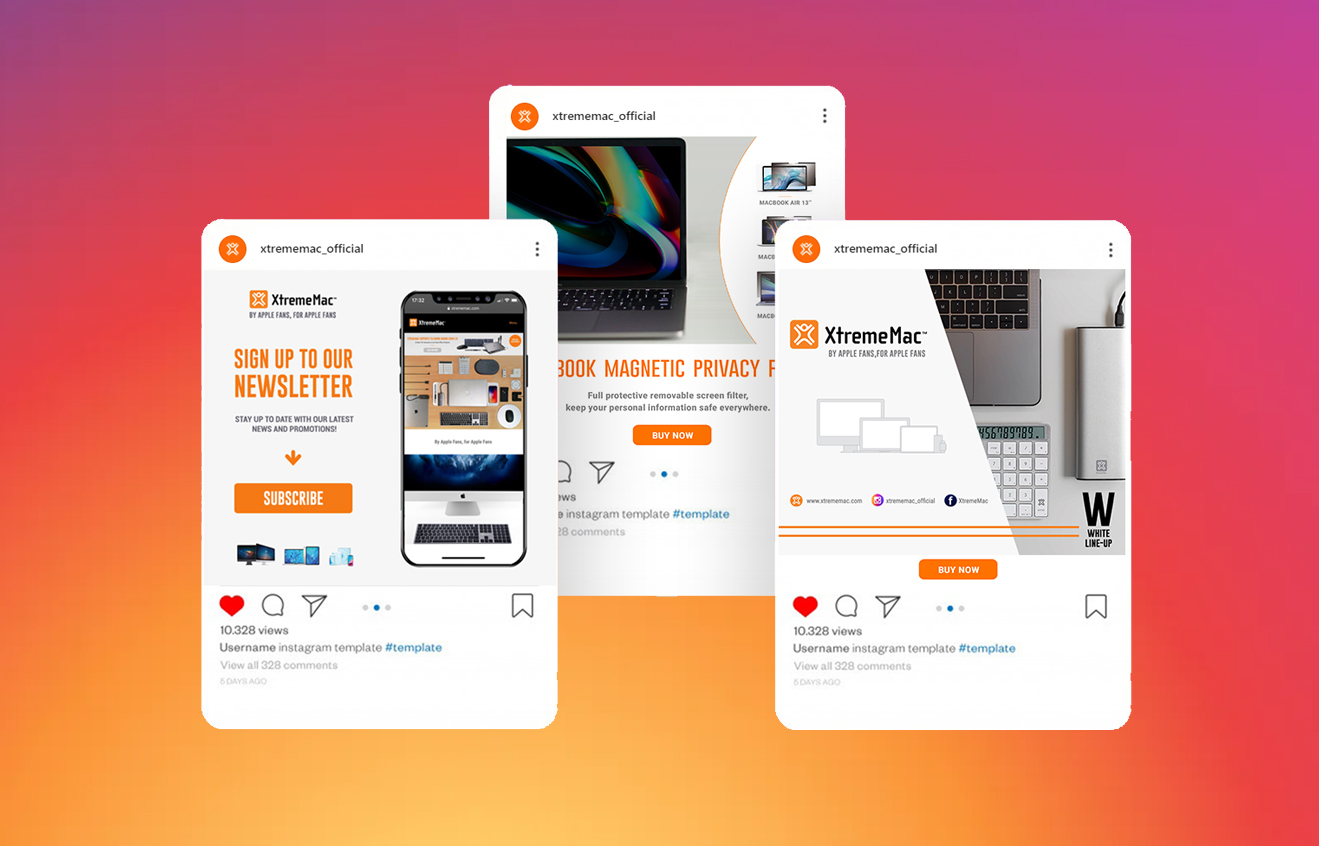 xtrememac_official
MACBOOK AIR 13"
MACB
MACB
BOOK MAGNETIC PRIVACY F
Full protective removable screen filter,
keep your personal information safe everywhere.
BUY NOW
ews
e instagram template #template
28 comments
xtrememac_official
XtremeMac™
BY APPLE FANS, FOR APPLE FANS
SIGN UP TO OUR
NEWSLETTER
STAY UP TO DATE WITH OUR LATEST
NEWS AND PROMOTIONS!
SUBSCRIBE
17:32
xtrememac.com
XtremeMac
Menu
By Apple Fans, for Apple Fans
10.328 views
Username instagram template #template
View all 328 comments
5 DAYS AGO
xtrememac_official
XtremeMac™
BY APPLE FANS,FOR APPLE FANS
www.xtrememac.com
xtrememac_official
XtremeMac
W
WHITE
LINE-UP
BUY NOW
10.328 views
Username instagram template #template
View all 328 comments
5 DAYS AGO